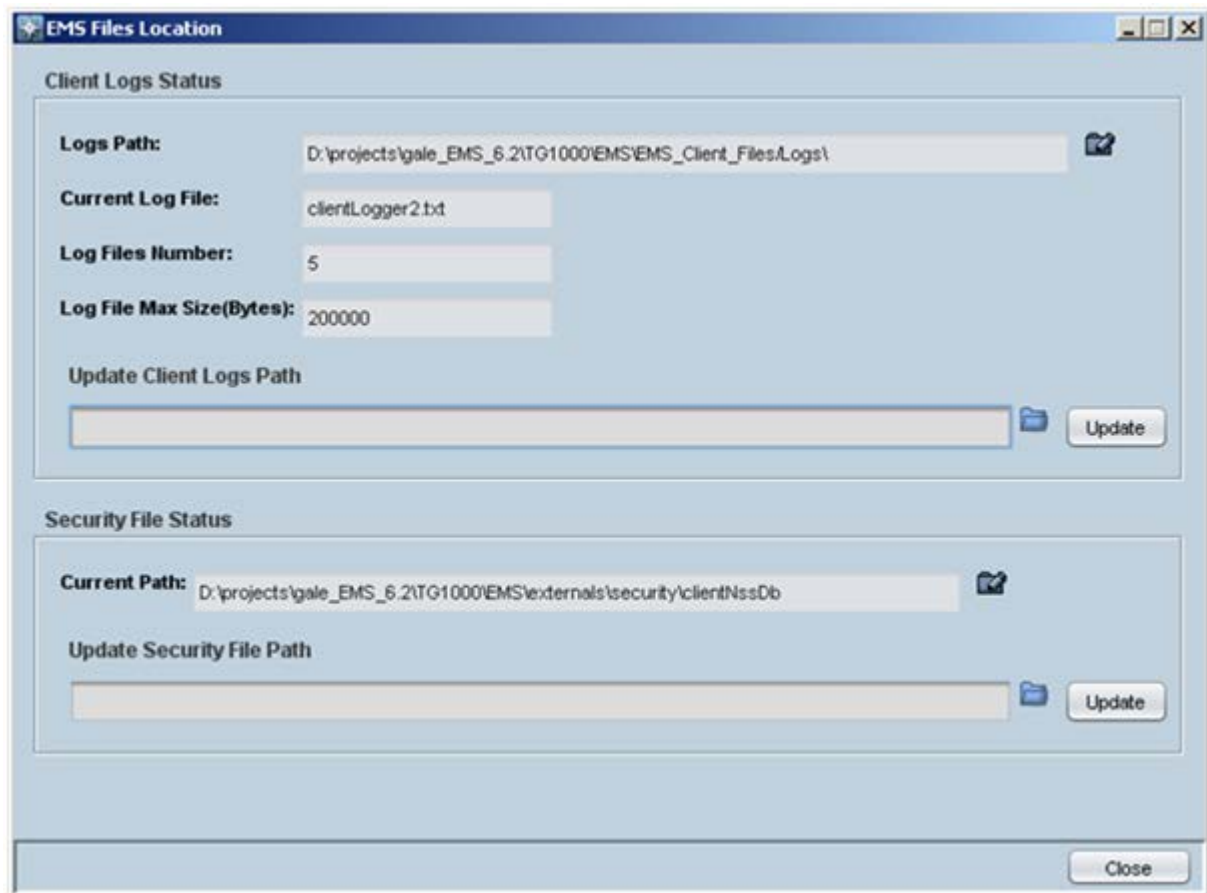 EMS Files Location
Client Logs Status
Logs Path: D:\projects\gale_EMS_6.2\TG1000\EMS\EMS_Client_Files/Logs\
Current Log File: clientLogger2.txt
Log Files Number: 5
Log File Max Size(Bytes): 200000
Update Client Logs Path
Update
Security File Status
Current Path: D:\projects\gale_EMS_6.2\TG1000\EMS\externals\security\clientNssDb
Update Security File Path
Update
Close